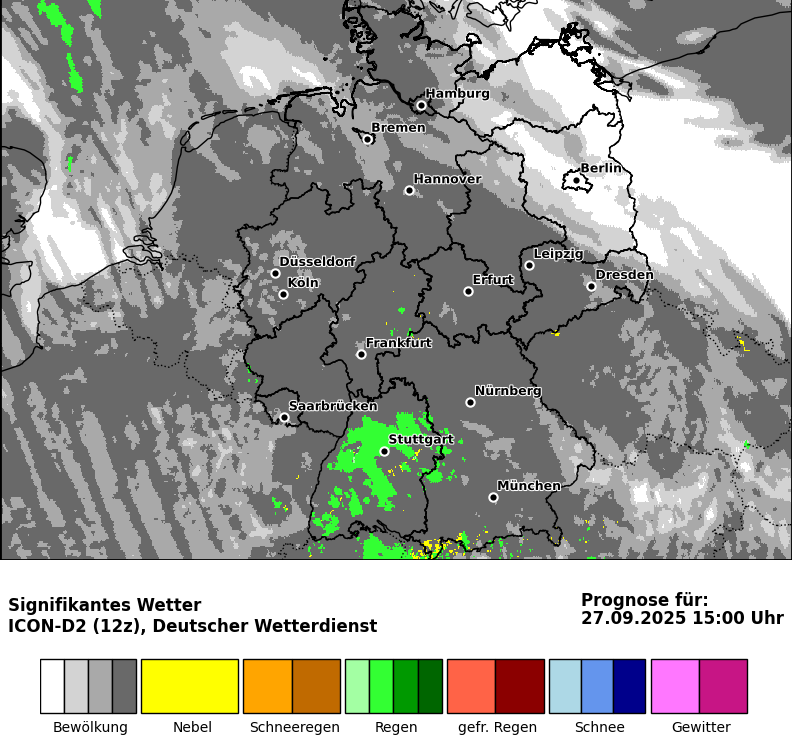 Hamburg
Bremen
Berlin
Hannover
Leipzig
Düsseldorf
Dresden
Köln
Erfurt
Frankfurt
Nürnberg
Saarbrücken
Stuttgart
München
Signifikantes Wetter
ICON-D2 (12z), Deutscher Wetterdienst
Prognose für:
27.09.2025 15:00 Uhr
Bewölkung
Nebel
Schneeregen
Regen
gefr. Regen
Schnee
Gewitter